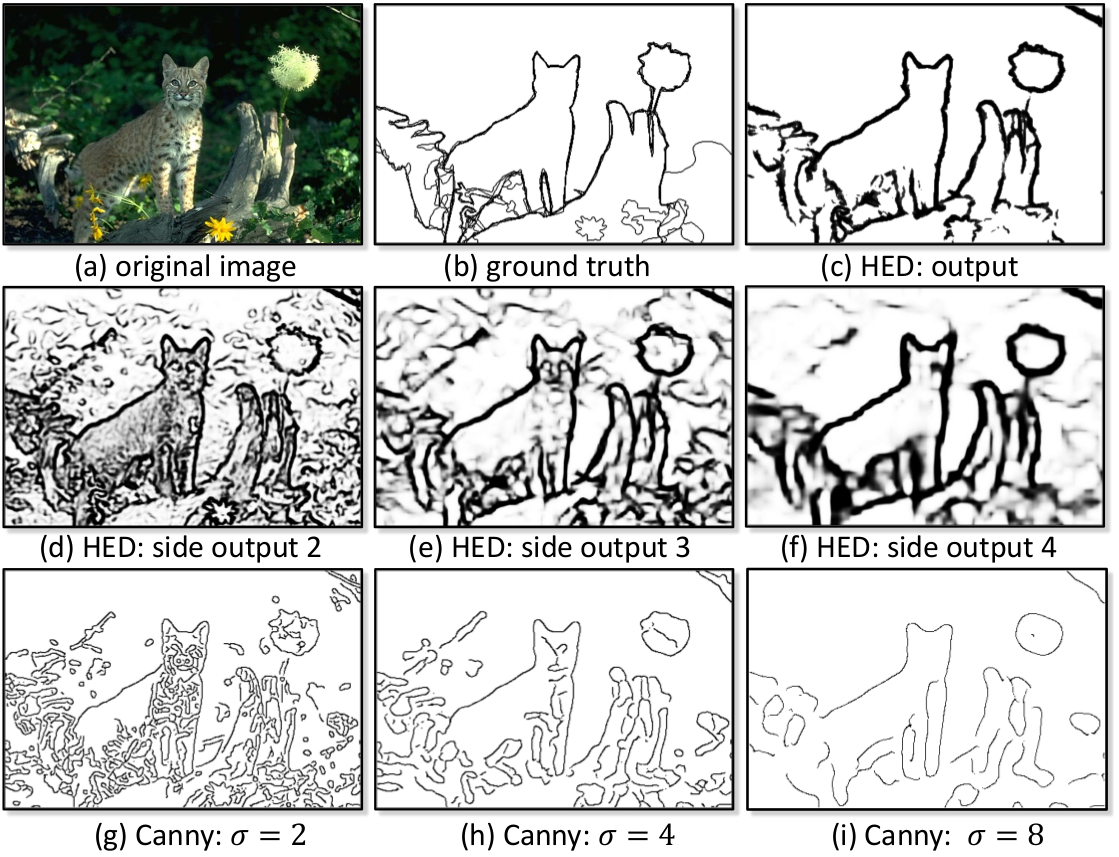 (a) original image
(b) ground truth
(c) HED: output
(d) HED: side output 2
(e) HED: side output 3
(f) HED: side output 4
(g) Canny: σ = 2
(h) Canny: σ = 4
(i) Canny: σ = 8